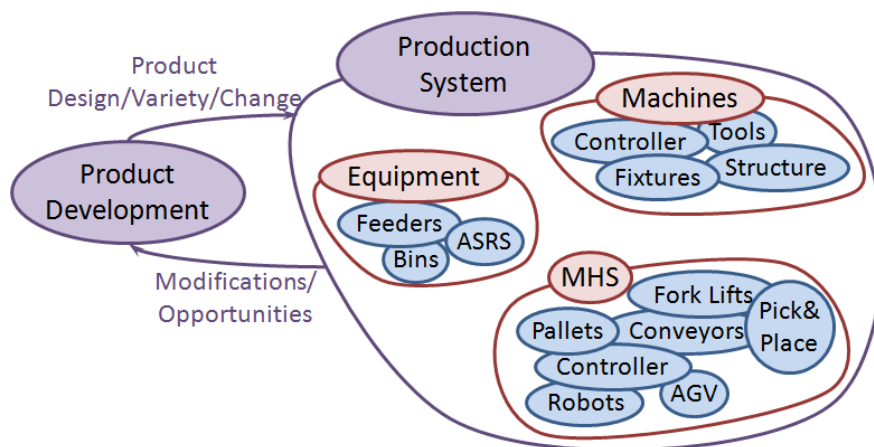 Production
System
Product
Design/Variety/Change
Machines
Controller
Tools
Fixtures
Structure
Product
Development
Equipment
Feeders
ASRS
Bins
Modifications/
Opportunities
MHS
Fork Lifts
Pick&
Place
Pallets
Conveyors
Controller
Robots
AGV